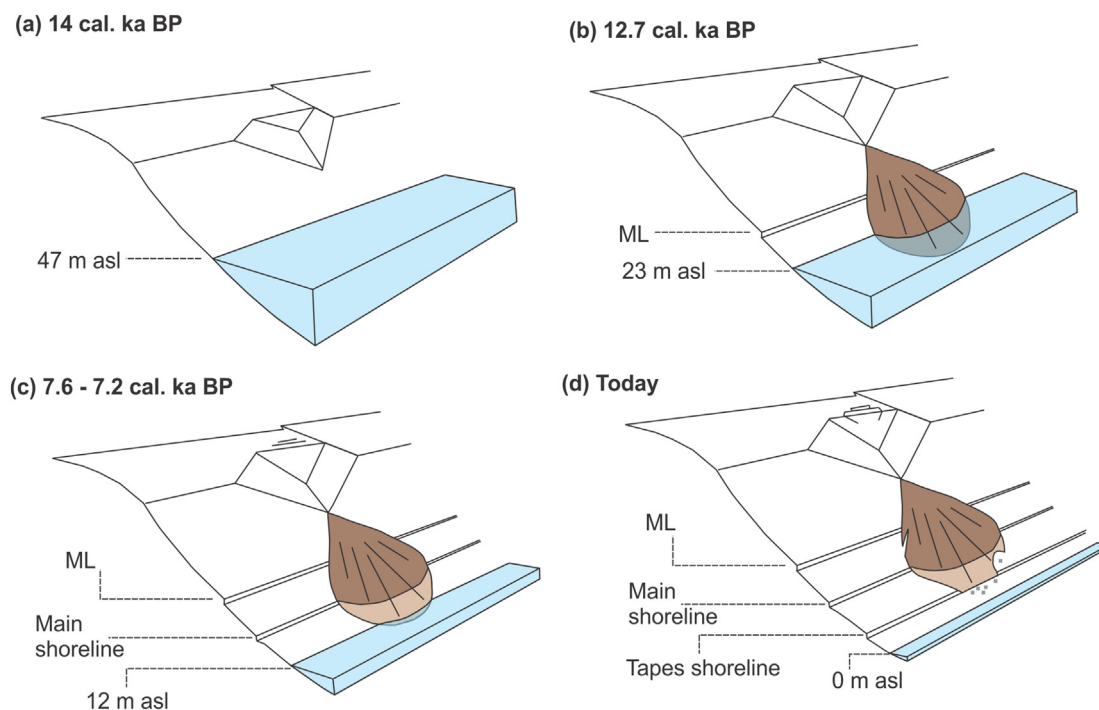 (a) 14 cal. ka BP
47 m asl
(b) 12.7 cal. ka BP
ML
23 m asl
(c) 7.6 - 7.2 cal. ka BP
ML
Main
shoreline
12 m asl
(d) Today
ML
Main
shoreline
Tapes shoreline
0 m asl